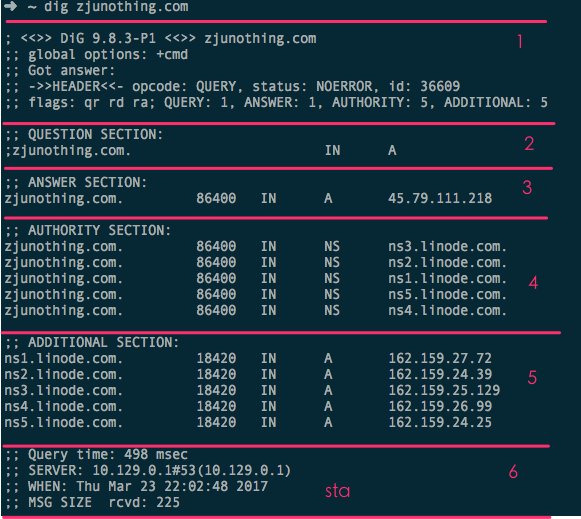 ➜ ~ dig zjunothing.com
1
; <<>> DiG 9.8.3-P1 <<>> zjunothing.com
;; global options: +cmd
;; Got answer:
;; ->>HEADER<<- opcode: QUERY, status: NOERROR, id: 36609
;; flags: qr rd ra; QUERY: 1, ANSWER: 1, AUTHORITY: 5, ADDITIONAL: 5
;; QUESTION SECTION:
;zjunothing.com. IN A
2
;; ANSWER SECTION:
zjunothing.com. 86400 IN A 45.79.111.218
3
;; AUTHORITY SECTION:
zjunothing.com. 86400 IN NS ns3.linode.com.
zjunothing.com. 86400 IN NS ns2.linode.com.
zjunothing.com. 86400 IN NS ns1.linode.com.
zjunothing.com. 86400 IN NS ns5.linode.com.
zjunothing.com. 86400 IN NS ns4.linode.com.
4
;; ADDITIONAL SECTION:
ns1.linode.com. 18420 IN A 162.159.27.72
ns2.linode.com. 18420 IN A 162.159.24.39
ns3.linode.com. 18420 IN A 162.159.25.129
ns4.linode.com. 18420 IN A 162.159.26.99
ns5.linode.com. 18420 IN A 162.159.24.25
5
;; Query time: 498 msec
;; SERVER: 10.129.0.1#53(10.129.0.1)
;; WHEN: Thu Mar 23 22:02:48 2017
;; MSG SIZE rcvd: 225
6
sta